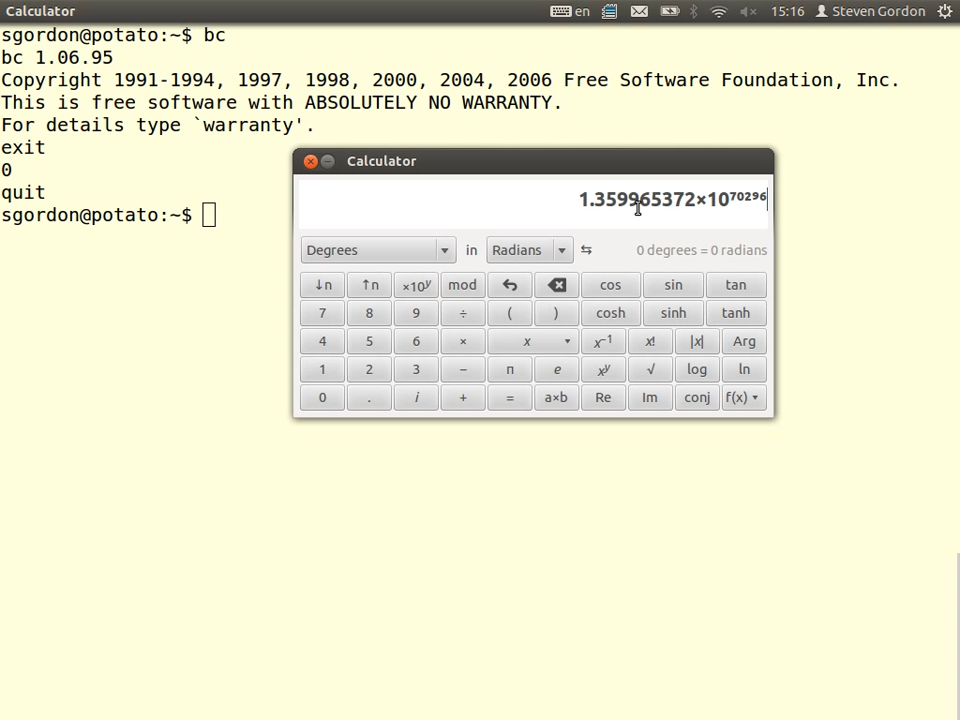 Calculator en 15:16 Steven Gordon
sgordon@potato:~$ bc
bc 1.06.95
Copyright 1991-1994, 1997, 1998, 2000, 2004, 2006 Free Software Foundation, Inc.
This is free software with ABSOLUTELY NO WARRANTY.
For details type `warranty'.
exit
0
quit
sgordon@potato:~$
Calculator
1.359965372×10⁷⁰²⁹⁶
Degrees in Radians ⇆ 0 degrees = 0 radians
↓n ↑n ×10ʸ mod cos sin tan
7 8 9 ÷ ( ) cosh sinh tanh
4 5 6 × x x⁻¹ x! |x| Arg
1 2 3 − π e xʸ √ log ln
0 . i + = a×b Re Im conj f(x)